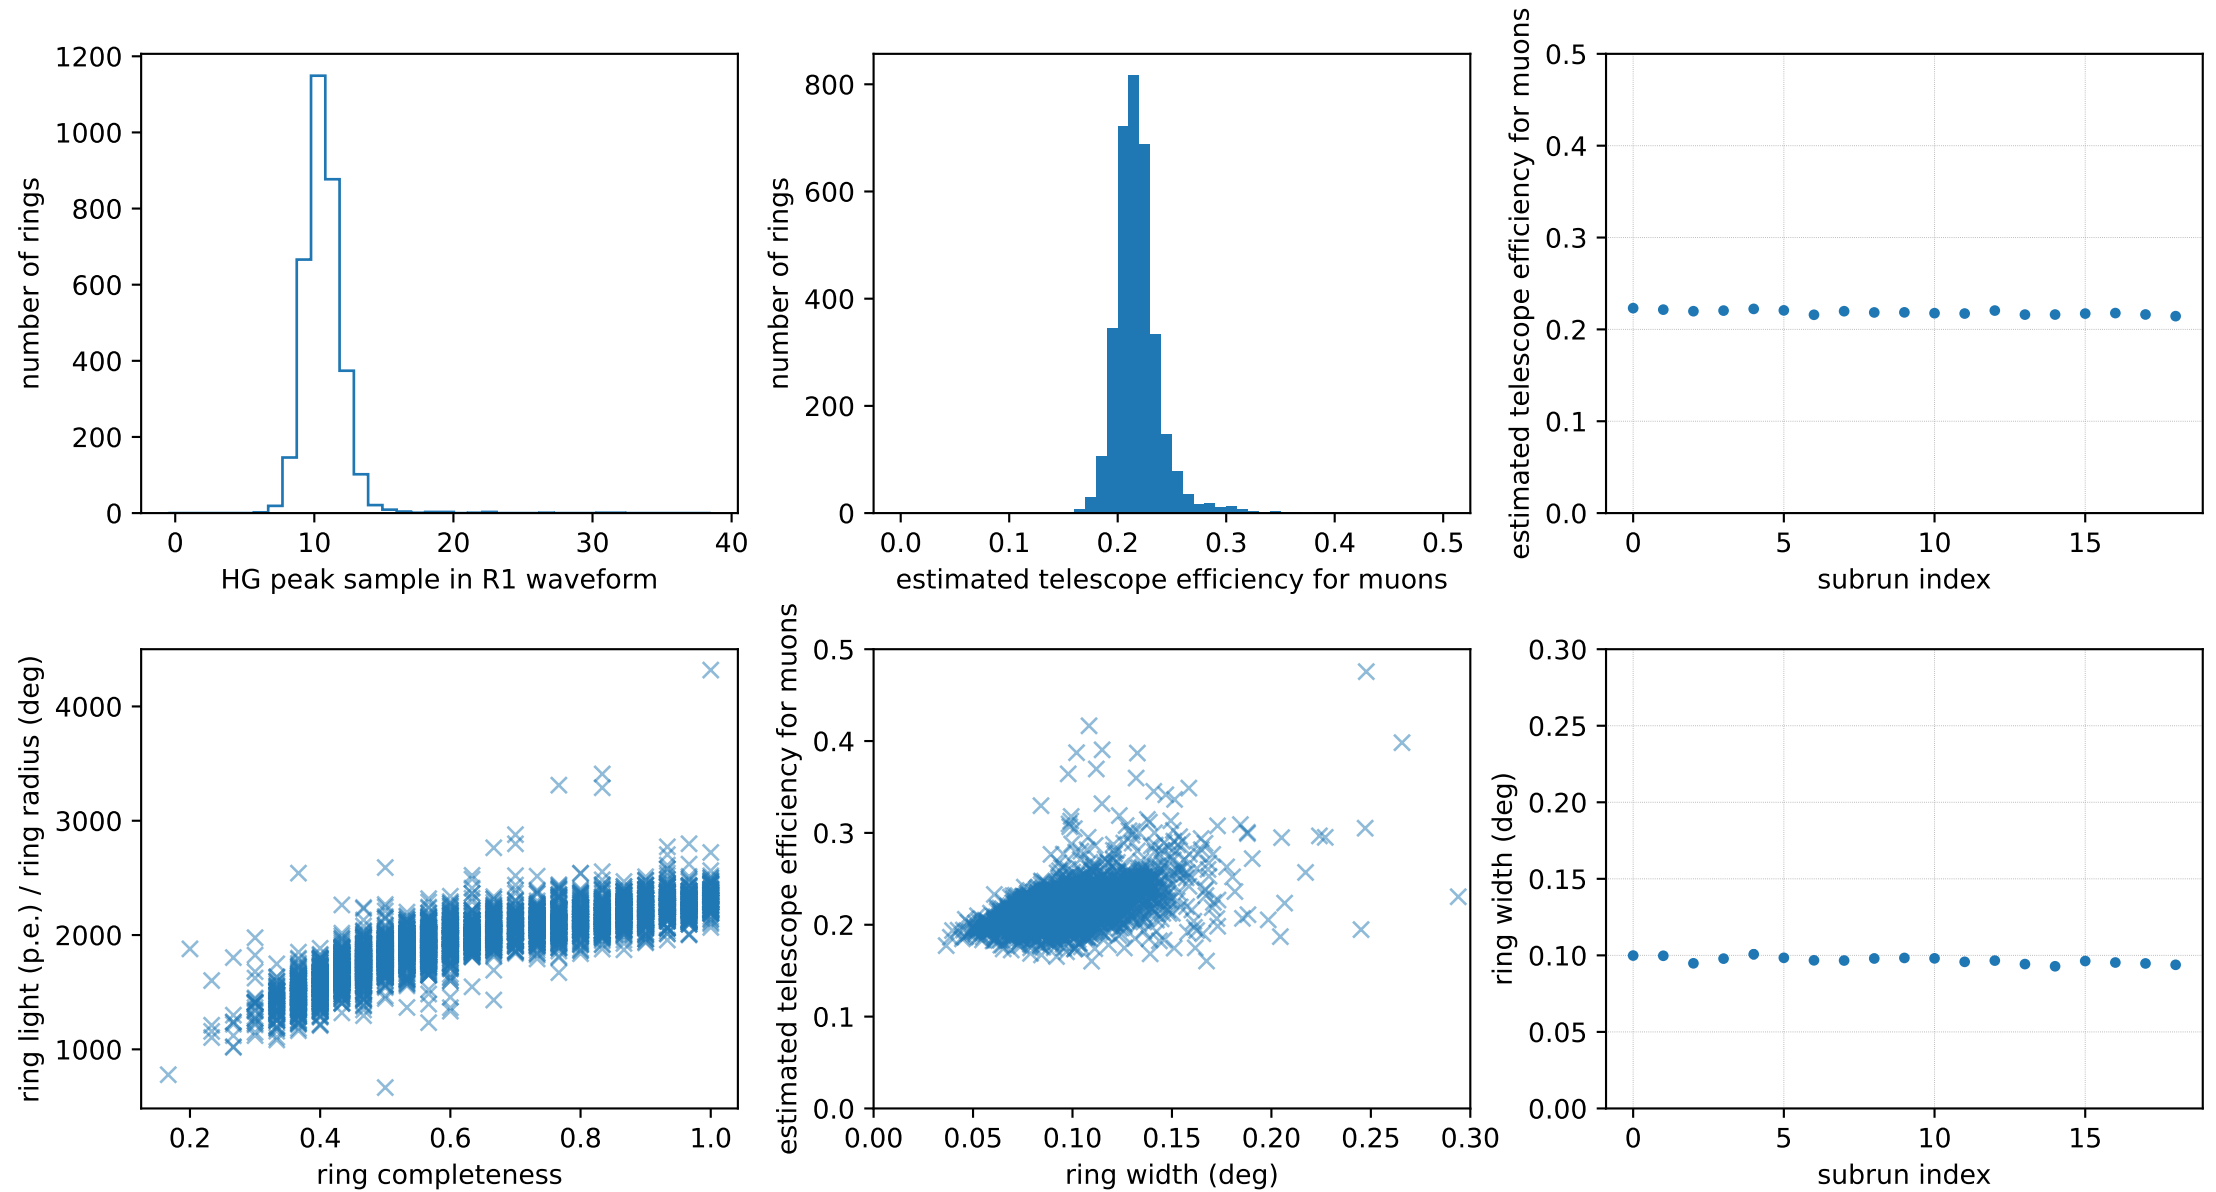 number of rings
1200
1000
800
600
400
200
0
0 10 20 30 40
HG peak sample in R1 waveform
number of rings
800
600
400
200
0
0.0 0.1 0.2 0.3 0.4 0.5
estimated telescope efficiency for muons
estimated telescope efficiency for muons
0.5
0.4
0.3
0.2
0.1
0.0
0 5 10 15
subrun index
ring light (p.e.) / ring radius (deg)
4000
3000
2000
1000
0.2 0.4 0.6 0.8 1.0
ring completeness
estimated telescope efficiency for muons
0.5
0.4
0.3
0.2
0.1
0.0
0.00 0.05 0.10 0.15 0.20 0.25 0.30
ring width (deg)
ring width (deg)
0.30
0.25
0.20
0.15
0.10
0.05
0.00
0 5 10 15
subrun index